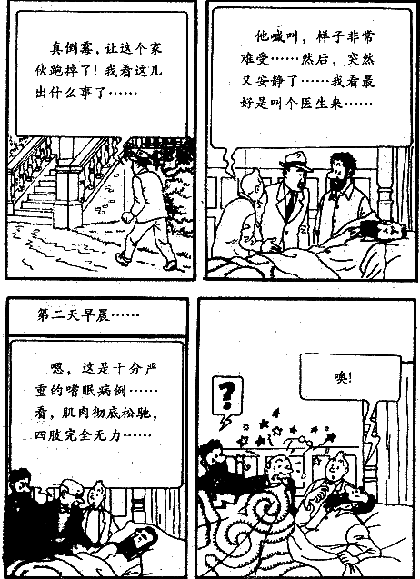 真倒霉，让这个家
伙跑掉了！我看这儿
出什么事了……
他喊叫，样子非常
难受……然后，突然
又安静了……我看最
好是叫个医生来……
第二天早晨……
嗯，这是十分严
重的嗜眠病例……
看，肌肉彻底松驰，
四肢完全无力……
?
噢！